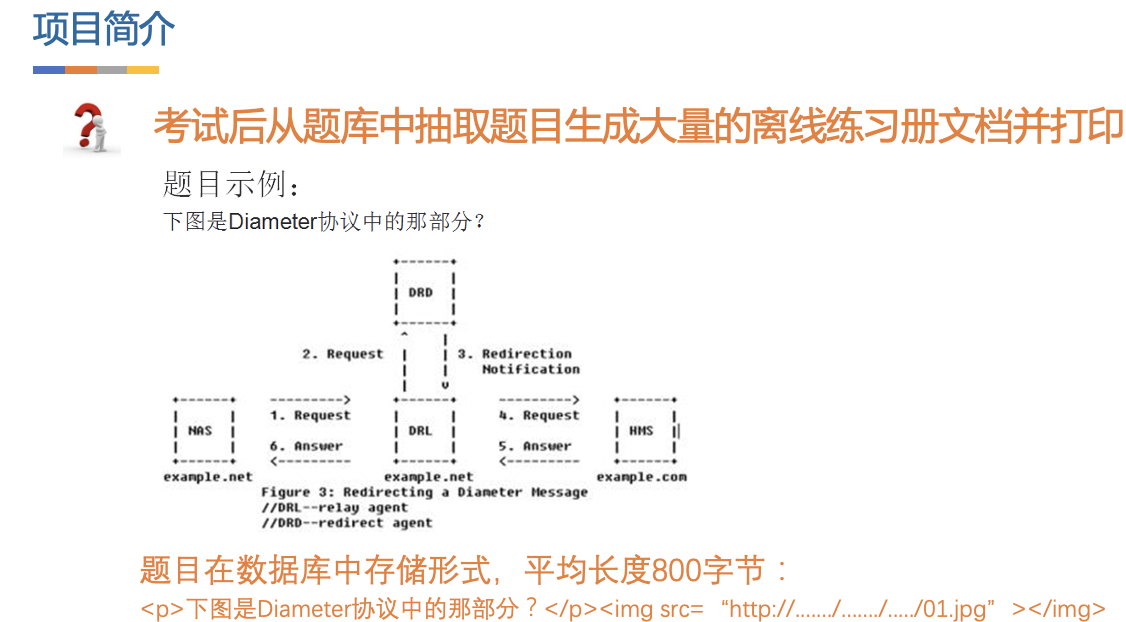 项目简介
考试后从题库中抽取题目生成大量的离线练习册文档并打印
题目示例：
下图是Diameter协议中的那部分？
DRD
2. Request
3. Redirection
Notification
1. Request
4. Request
NAS
DRL
HMS
6. Answer
5. Answer
example.net
example.net
example.com
Figure 3: Redirecting a Diameter Message
//DRL--relay agent
//DRD--redirect agent
题目在数据库中存储形式，平均长度800字节：
<p>下图是Diameter协议中的那部分？</p><img src= “http://......./......./...../01.jpg” ></img>